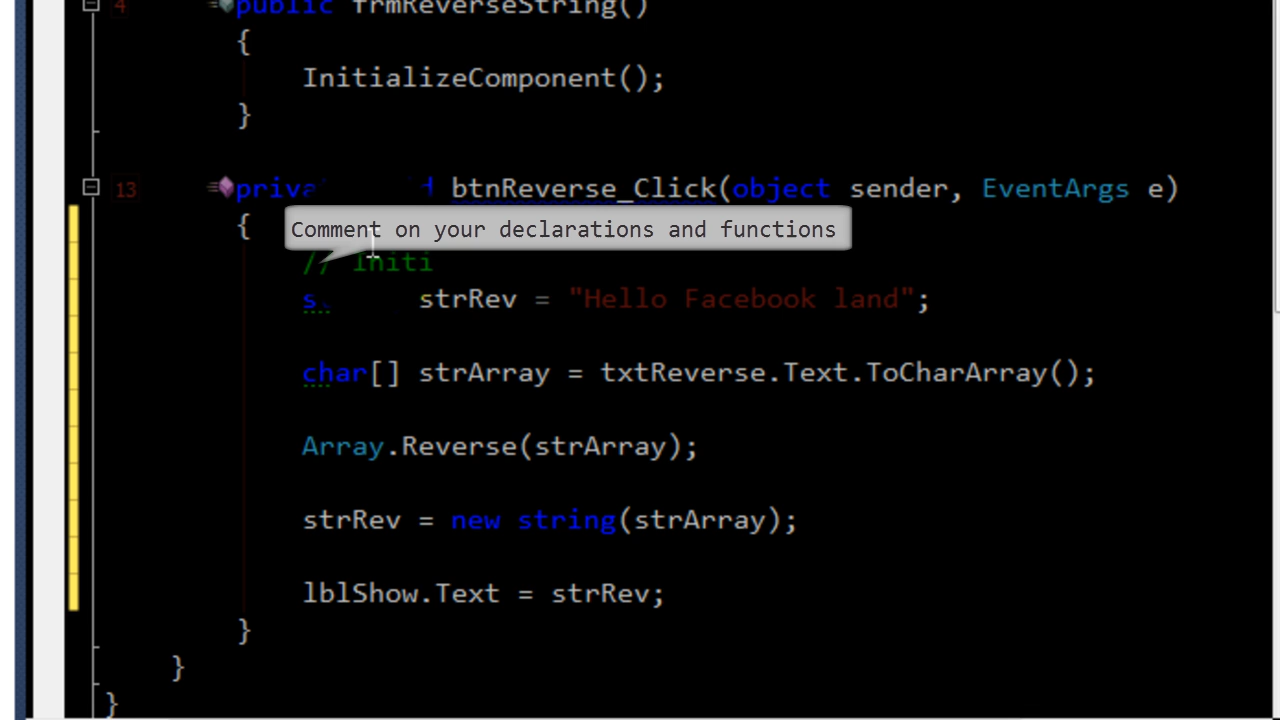 4 public frmReverseString()
{
InitializeComponent();
}
13 btnReverse_Click(object sender, EventArgs e)
{
Comment on your declarations and functions
// Initi
strRev = "Hello Facebook land";
char[] strArray = txtReverse.Text.ToCharArray();
Array.Reverse(strArray);
strRev = new string(strArray);
lblShow.Text = strRev;
}
}
}